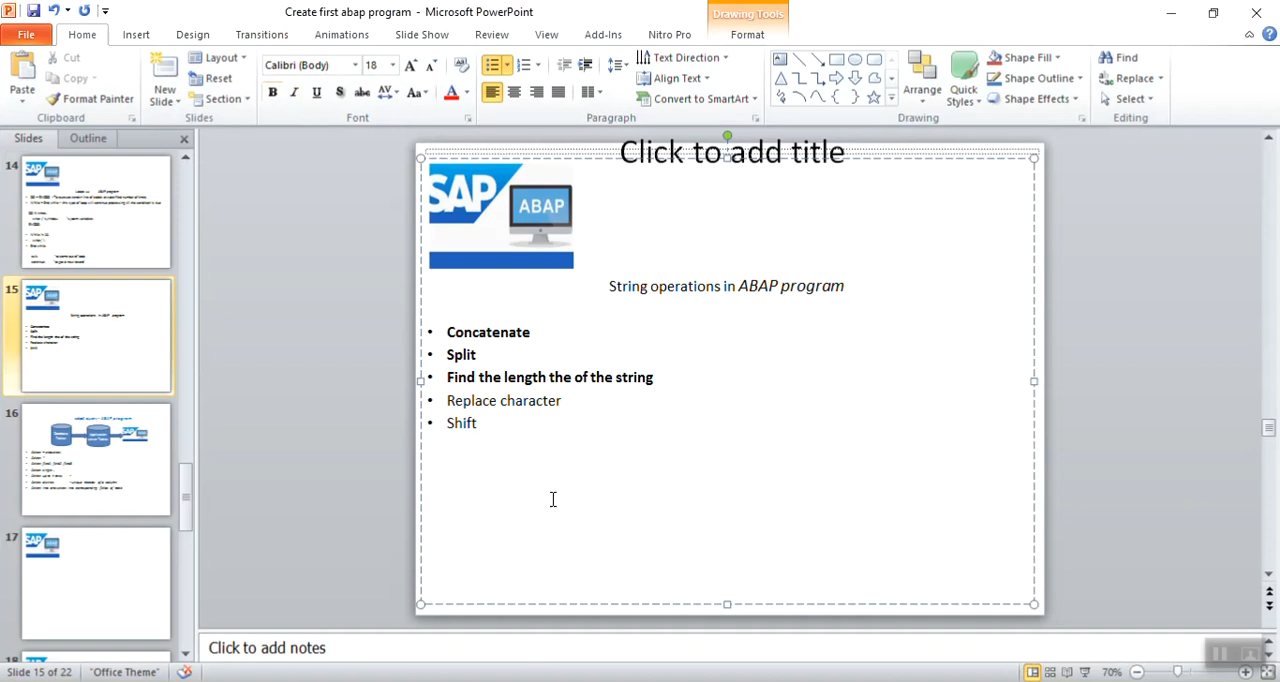 Create first abap program - Microsoft PowerPoint
Drawing Tools
File Home Insert Design Transitions Animations Slide Show Review View Add-Ins Nitro Pro Format
Paste
Cut
Copy
Format Painter
Clipboard
New
Slide
Layout
Reset
Section
Slides
Calibri (Body) 18
Font
Text Direction
Align Text
Convert to SmartArt
Paragraph
Arrange
Quick
Styles
Shape Fill
Shape Outline
Shape Effects
Drawing
Find
Replace
Select
Editing
Slides Outline
14
15
16
17
18
Click to add title
SAP
ABAP
String operations in ABAP program
• Concatenate
• Split
• Find the length the of the string
• Replace character
• Shift
Click to add notes
Slide 15 of 22 "Office Theme" 70%